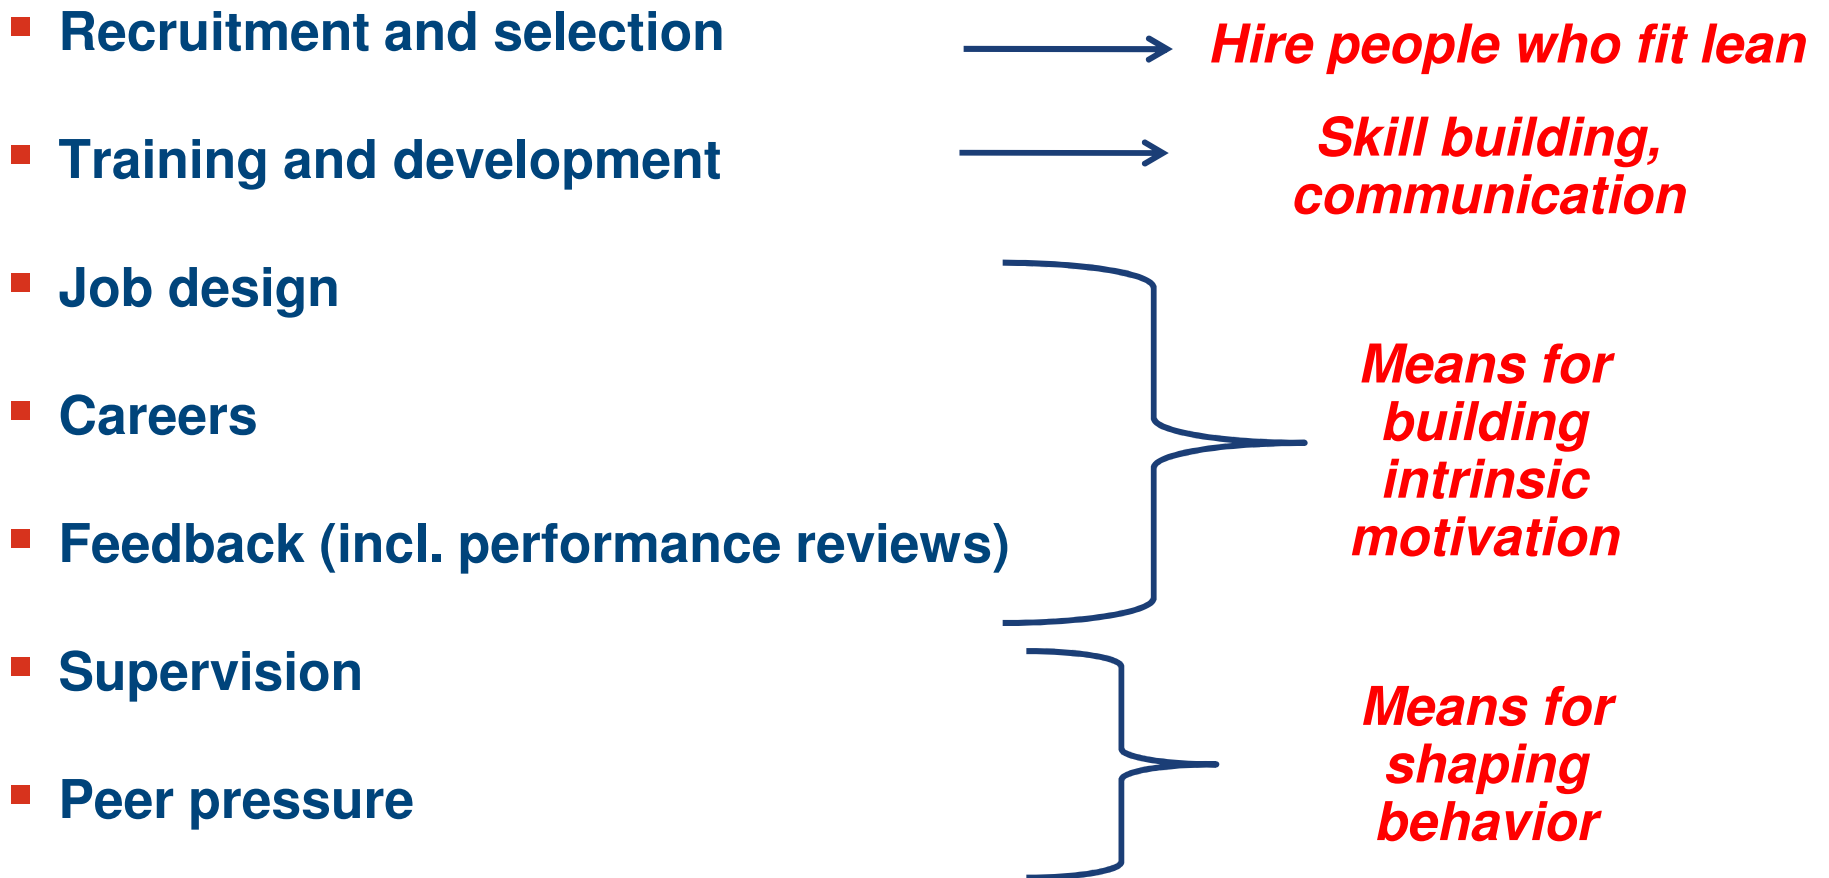 Recruitment and selection
Hire people who fit lean
Training and development
Skill building,
communication
Job design
Careers
Feedback (incl. performance reviews)
Means for
building
intrinsic
motivation
Supervision
Peer pressure
Means for
shaping
behavior